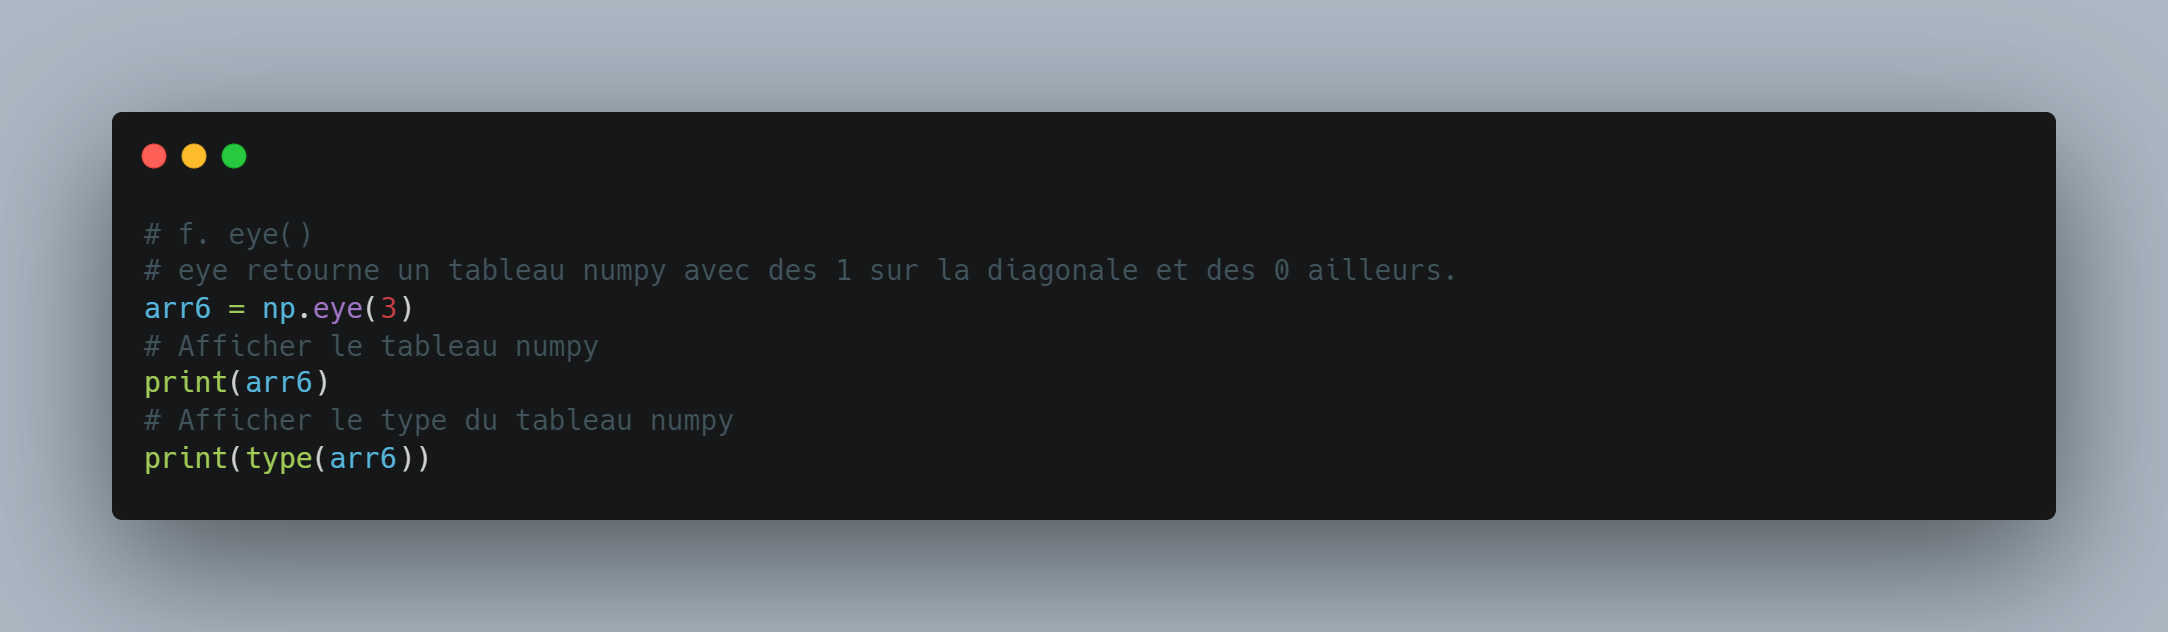 # f. eye()
# eye retourne un tableau numpy avec des 1 sur la diagonale et des 0 ailleurs.
arr6 = np.eye(3)
# Afficher le tableau numpy
print(arr6)
# Afficher le type du tableau numpy
print(type(arr6))